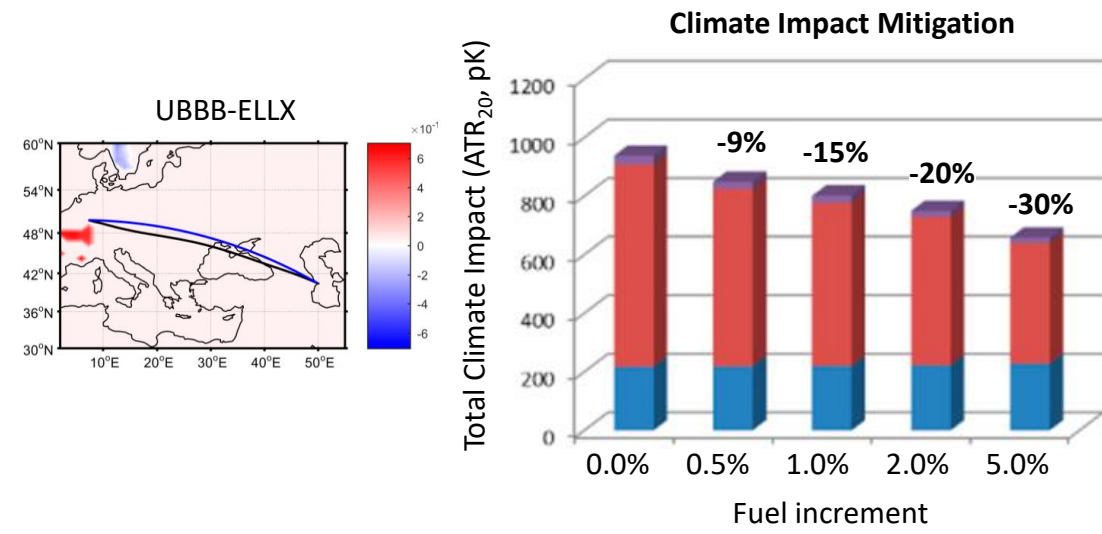 Climate Impact Mitigation
UBBB-ELLX
×10⁻¹
60°N
54°N
48°N
42°N
36°N
30°N
10°E 20°E 30°E 40°E 50°E
6
4
2
0
-2
-4
-6
Total Climate Impact (ATR₂₀, pK)
1200
1000
800
600
400
200
0
-9%
-15%
-20%
-30%
0.0% 0.5% 1.0% 2.0% 5.0%
Fuel increment